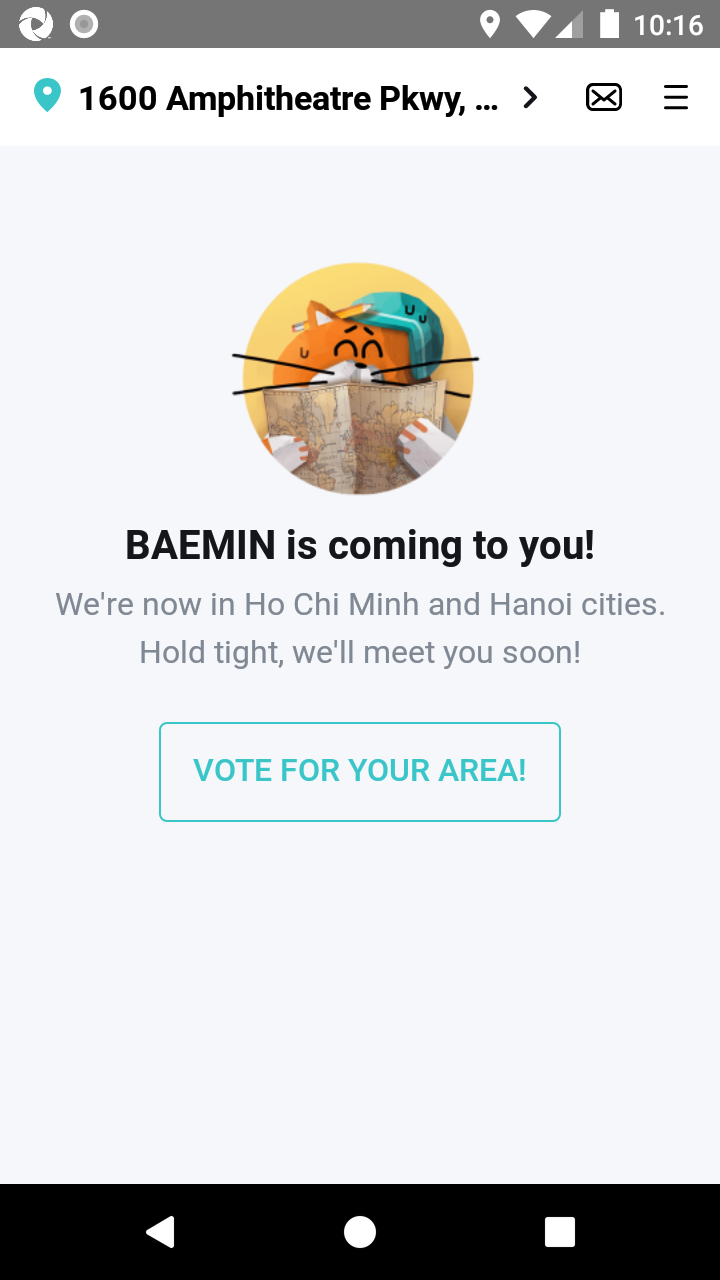 10:16
1600 Amphitheatre Pkwy, ...
BAEMIN is coming to you!
We're now in Ho Chi Minh and Hanoi cities.
Hold tight, we'll meet you soon!
VOTE FOR YOUR AREA!